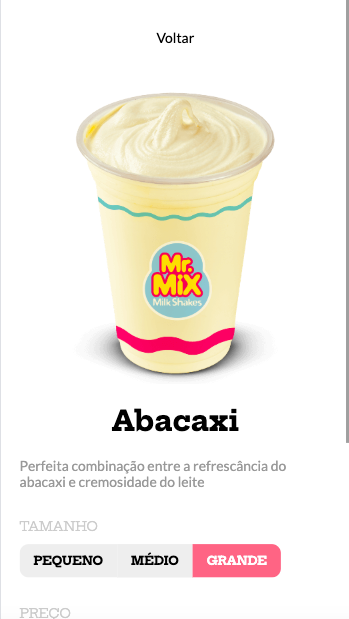 Voltar
Mr.
MiX
Milk Shakes
Abacaxi
Perfeita combinação entre a refrescância do
abacaxi e cremosidade do leite
TAMANHO
PEQUENO MÉDIO GRANDE
PREÇO